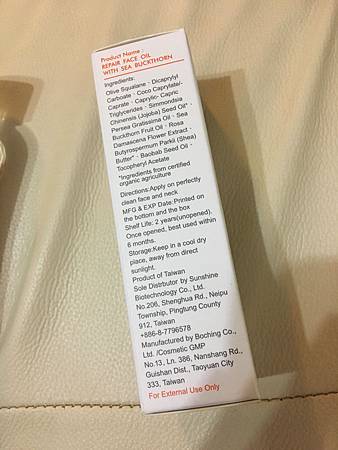 Product Name :
REPAIR FACE OIL
WITH SEA BUCKTHORN
Ingredients:
Olive Squalane · Dicaprylyl
Carboate · Coco Caprylate/-
Caprate · Caprylic- Capric
Triglycerides · Simmondsia
Chinensis (Jojoba) Seed Oil* ·
Persea Gratissima Oil · Sea
Buckthorn Fruit Oil · Rosa
Damascena Flower Extract ·
Butyrospermum Parkii (Shea)
Butter* · Baobab Seed Oil ·
Tocopheryl Acetate
*Ingredients from certified
organic agriculture
Directions:Apply on perfectly
clean face and neck
MFG & EXP Date:Printed on
the bottom and the box
Shelf Life: 2 years(unopened).
Once opened, best used within
6 months.
Storage:Keep in a cool dry
place, away from direct
sunlight.
Product of Taiwan
Sole Distrbutor by Sunshine
Biotechnology Co., Ltd.
No.206, Shenghua Rd., Neipu
Township, Pingtung County
912, Taiwan
+886-8-7796578
Manufactured by Boching Co.,
Ltd. /Cosmetic GMP
No.13, Ln. 386, Nanshang Rd.,
Guishan Dist., Taoyuan City
333, Taiwan
For External Use Only